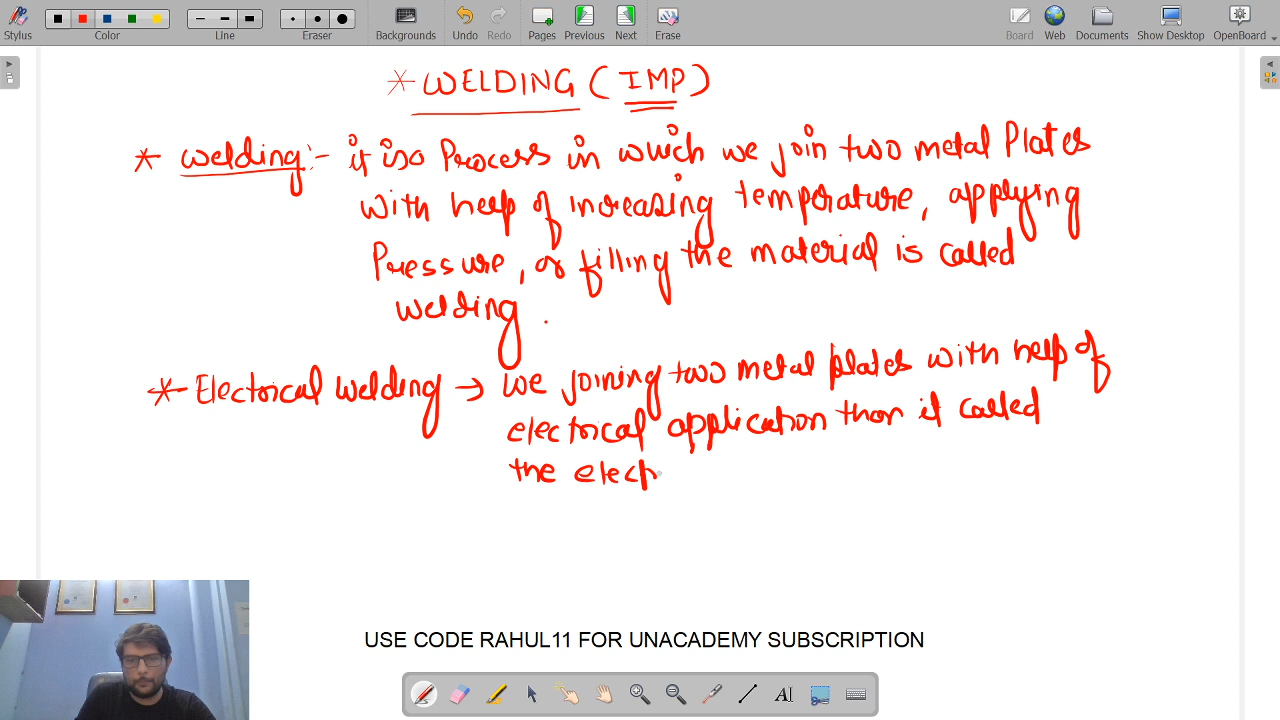 Stylus
Color
Line
Eraser
Backgrounds
Undo
Redo
Pages
Previous
Next
Erase
Board
Web
Documents
Show Desktop
OpenBoard
* WELDING (IMP)
* welding:- it is a Process in which we join two metal Plates
with help of increasing temperature, applying
Pressure, or filling the material is called
welding.
* Electrical welding → we joining two metal plates with help of
electrical application than it called
the elect
USE CODE RAHUL11 FOR UNACADEMY SUBSCRIPTION
AI